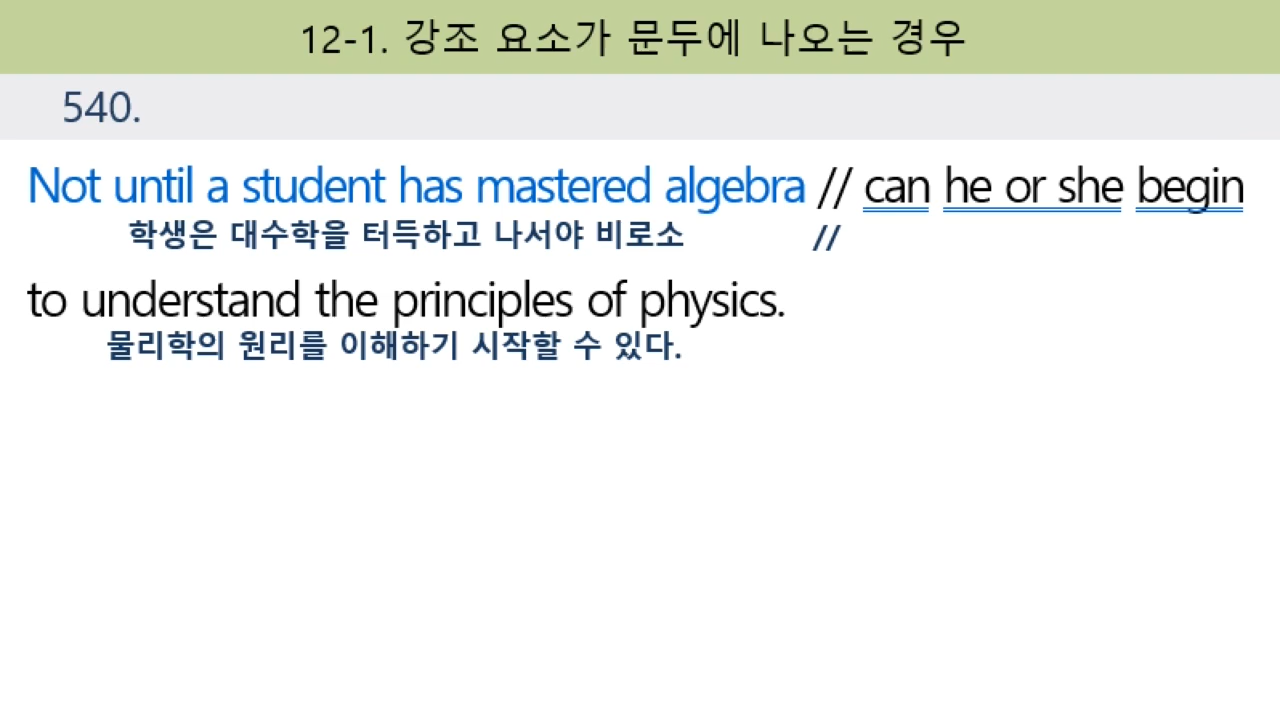 12-1. 강조 요소가 문두에 나오는 경우
540.
Not until a student has mastered algebra // can he or she begin
학생은 대수학을 터득하고 나서야 비로소 //
to understand the principles of physics.
물리학의 원리를 이해하기 시작할 수 있다.